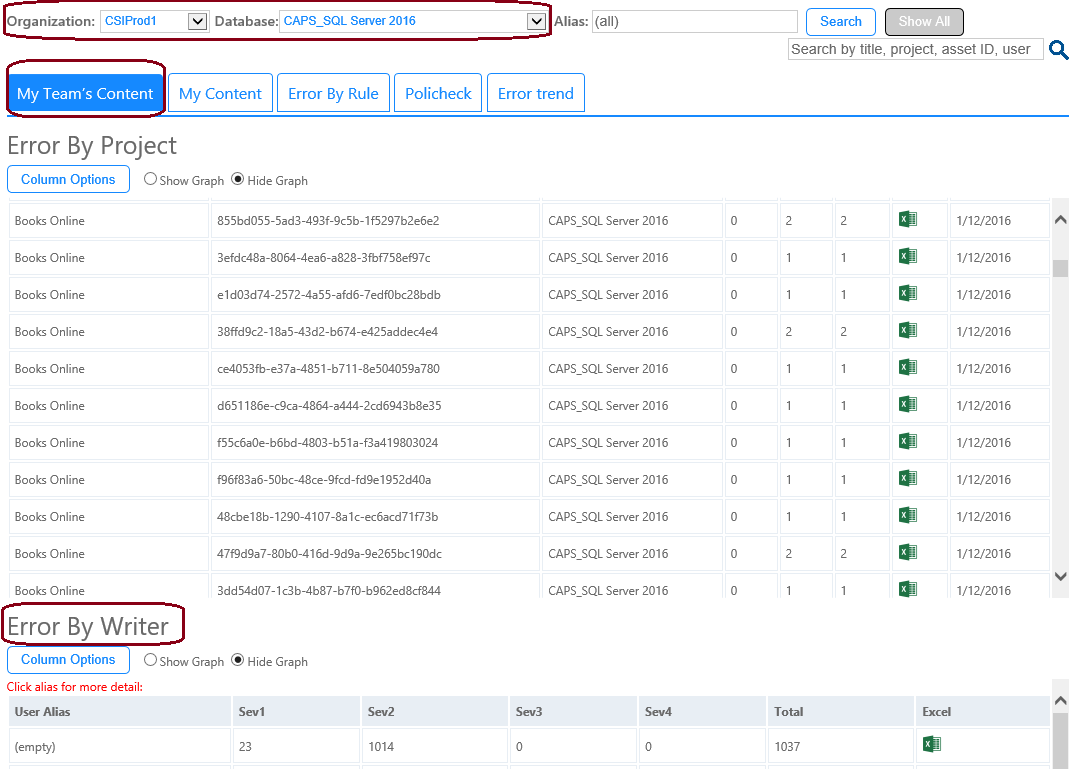 Organization: CSIProd1 Database: CAPS_SQL Server 2016 Alias: (all) Search Show All
Search by title, project, asset ID, user
My Team's Content My Content Error By Rule Policheck Error trend
Error By Project
Column Options Show Graph Hide Graph
Books Online 855bd055-5ad3-493f-9c5b-1f5297b2e6e2 CAPS_SQL Server 2016 0 2 2 1/12/2016
Books Online 3efdc48a-8064-4ea6-a828-3fbf758ef97c CAPS_SQL Server 2016 0 1 1 1/12/2016
Books Online e1d03d74-2572-4a55-afd6-7edf0bc28bdb CAPS_SQL Server 2016 0 1 1 1/12/2016
Books Online 38ffd9c2-18a5-43d2-b674-e425addec4e4 CAPS_SQL Server 2016 0 2 2 1/12/2016
Books Online ce4053fb-e37a-4851-b711-8e504059a780 CAPS_SQL Server 2016 0 1 1 1/12/2016
Books Online d651186e-c9ca-4864-a444-2cd6943b8e35 CAPS_SQL Server 2016 0 1 1 1/12/2016
Books Online f55c6a0e-b6bd-4803-b51a-f3a419803024 CAPS_SQL Server 2016 0 1 1 1/12/2016
Books Online f96f83a6-50bc-48ce-9fcd-fd9e1952d40a CAPS_SQL Server 2016 0 1 1 1/12/2016
Books Online 48cbe18b-1290-4107-8a1c-ec6acd71f73b CAPS_SQL Server 2016 0 1 1 1/12/2016
Books Online 47f9d9a7-80b0-416d-9d9a-9e265bc190dc CAPS_SQL Server 2016 0 2 2 1/12/2016
Books Online 3dd54d07-1c3b-4b87-b7f0-b962ed8cf844 CAPS_SQL Server 2016 0 1 1 1/12/2016
Error By Writer
Column Options Show Graph Hide Graph
Click alias for more detail:
User Alias Sev1 Sev2 Sev3 Sev4 Total Excel
(empty) 23 1014 0 0 1037